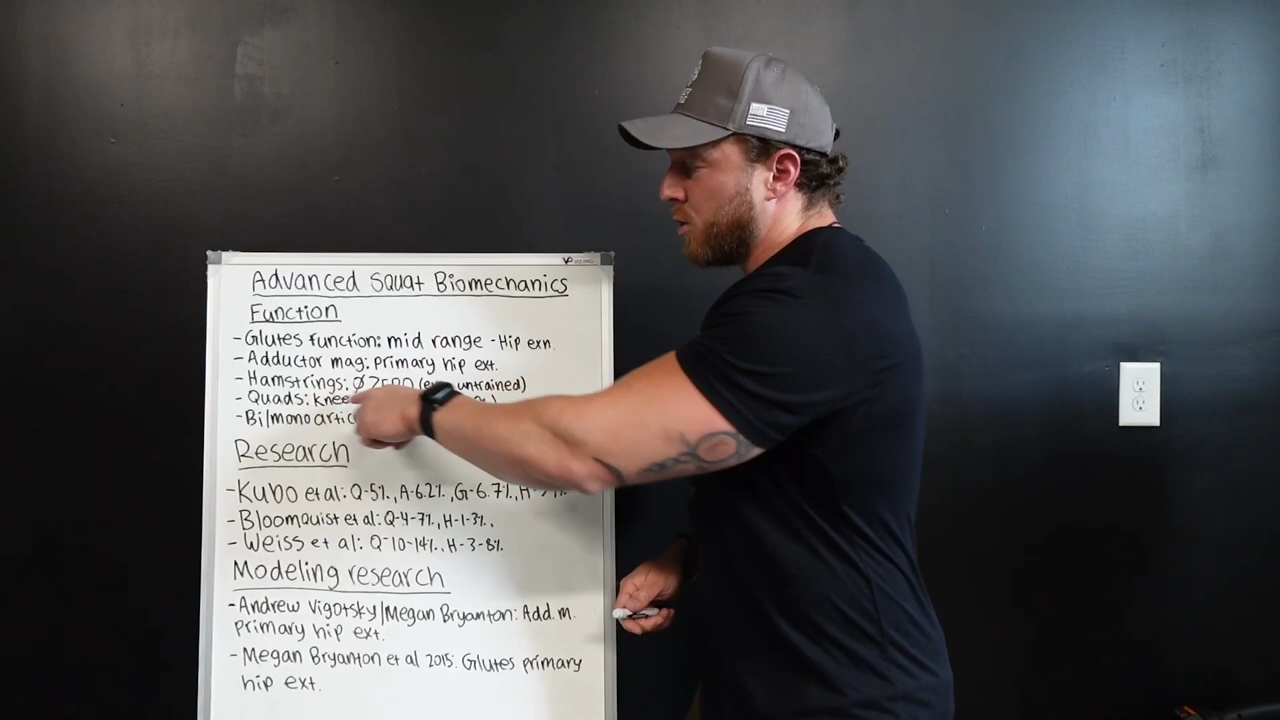 Advanced Squat Biomechanics
Function
- Glutes function: mid range - Hip exn.
- Adductor mag: primary hip ext.
- Hamstrings: Ø ZERO untrained)
- Quads: knee
- Bi/mono
Research
- Kubo et al: Q-5%, A-6.2%, G-6.7%,
- Bloomquist et al: Q-4-7%, H-1-3%,
- Weiss et al: Q-10-14%, H-3-8%.
Modeling research
- Andrew Vigotsky/Megan Bryanton: Add. m.
primary hip ext.
- Megan Bryanton et al 2015: Glutes primary
hip ext.